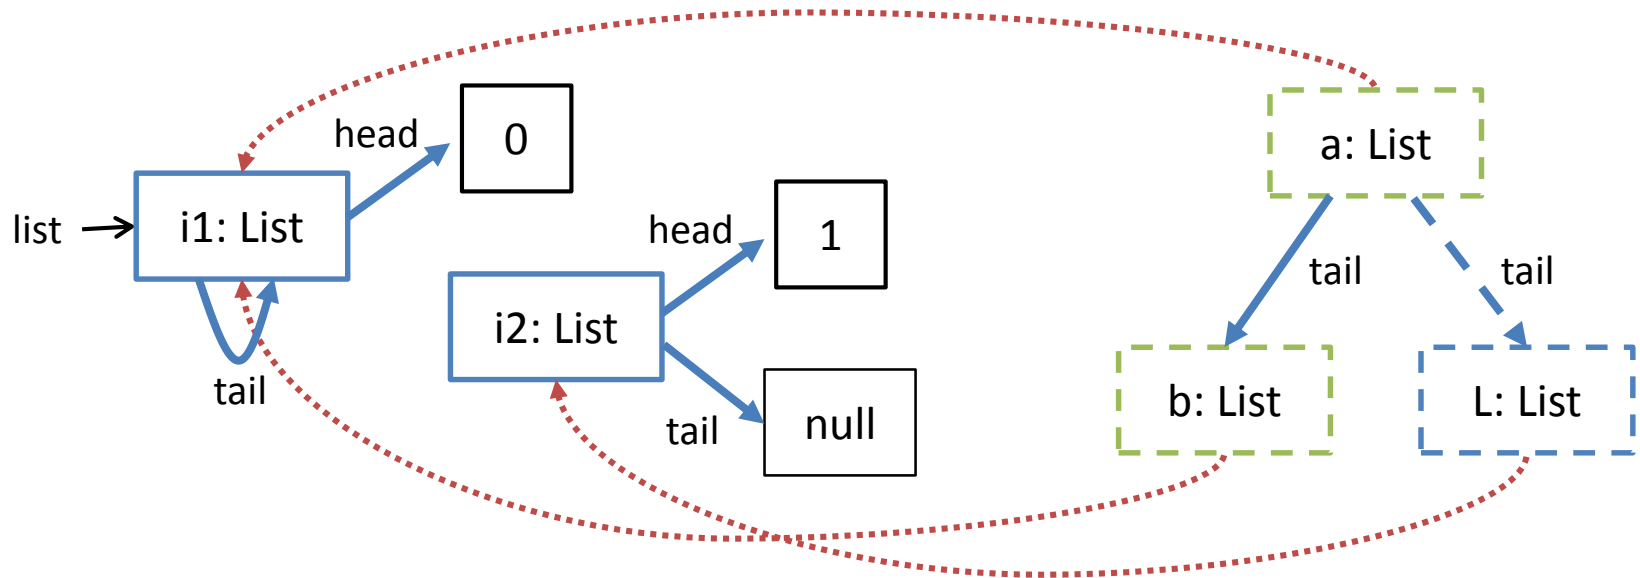 head
0
a: List
list
i1: List
head
1
tail
tail
i2: List
tail
tail
null
b: List
L: List